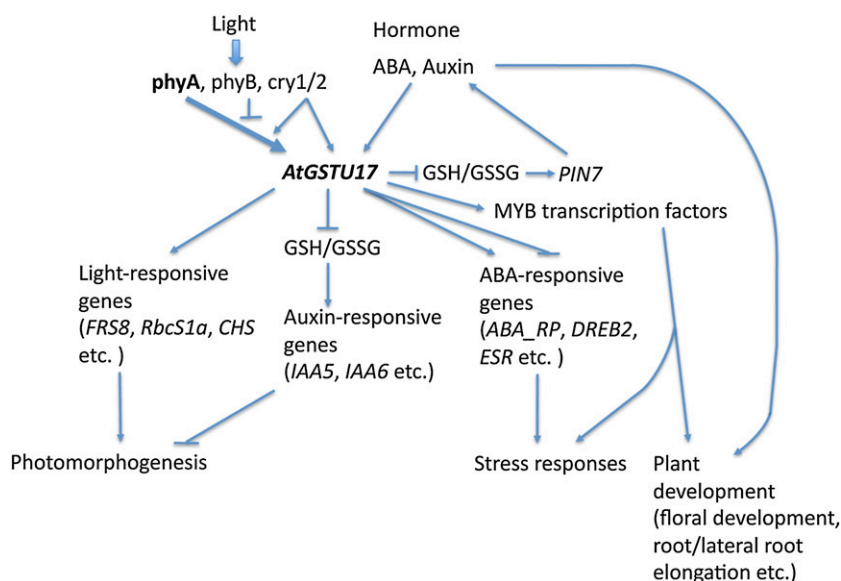 Light
Hormone
phyA, phyB, cry1/2
ABA, Auxin
AtGSTU17
GSH/GSSG
PIN7
MYB transcription factors
GSH/GSSG
Light-responsive
genes
(FRS8, RbcS1a, CHS
etc. )
Auxin-responsive
genes
(IAA5, IAA6 etc.)
ABA-responsive
genes
(ABA_RP, DREB2,
ESR etc. )
Photomorphogenesis
Stress responses
Plant
development
(floral development,
root/lateral root
elongation etc.)